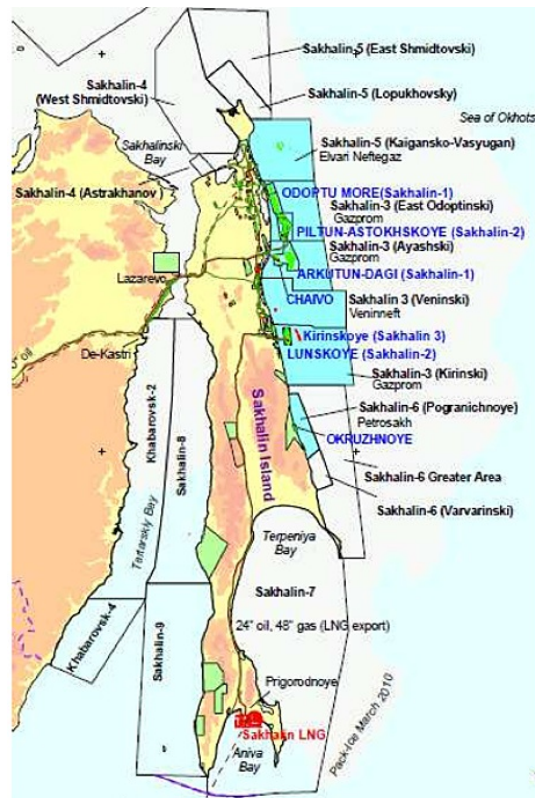 Sakhalin-5 (East Shmidtovski)
Sakhalin-4
(West Shmidtovski)
Sakhalin-5 (Lopukhovsky)
Sea of Okhots
Sakhalinski
Bay
Sakhalin-5 (Kaigansko-Vasyugan)
Elvari Neftegaz
Sakhalin-4 (Astrakhanov)
ODOPTU MORE(Sakhalin-1)
Sakhalin-3 (East Odoptinski)
Gazprom
PILTUN-ASTOKHSKOYE (Sakhalin-2)
Sakhalin-3 (Ayashski)
Gazprom
Lazarevo
ARKUTUN-DAGI (Sakhalin-1)
CHAIVO
Sakhalin 3 (Veninski)
Veninneft
Kirinskoye (Sakhalin 3)
De-Kastri
LUNSKOYE (Sakhalin-2)
oil
Sakhalin-3 (Kirinski)
Gazprom
Khabarovsk-2
Sakhalin-8
Sakhalin Island
Sakhalin-6 (Pogranichnoye)
Petrosakh
OKRUZHNOYE
Sakhalin-6 Greater Area
Sakhalin-6 (Varvarinski)
Tartarskiy Bay
Terpeniya
Bay
Sakhalin-7
24" oil, 48" gas (LNG export)
Khabarovsk-4
Sakhalin-9
Prigorodnoye
Pack-Ice March 2010
Sakhalin LNG
Aniva
Bay